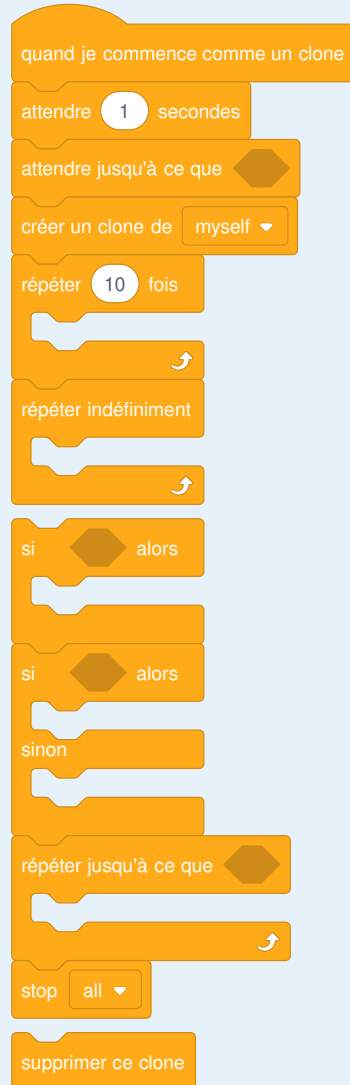 quand je commence comme un clone
attendre 1 secondes
attendre jusqu'à ce que
créer un clone de myself
répéter 10 fois
répéter indéfiniment
si alors
si alors
sinon
répéter jusqu'à ce que
stop all
supprimer ce clone